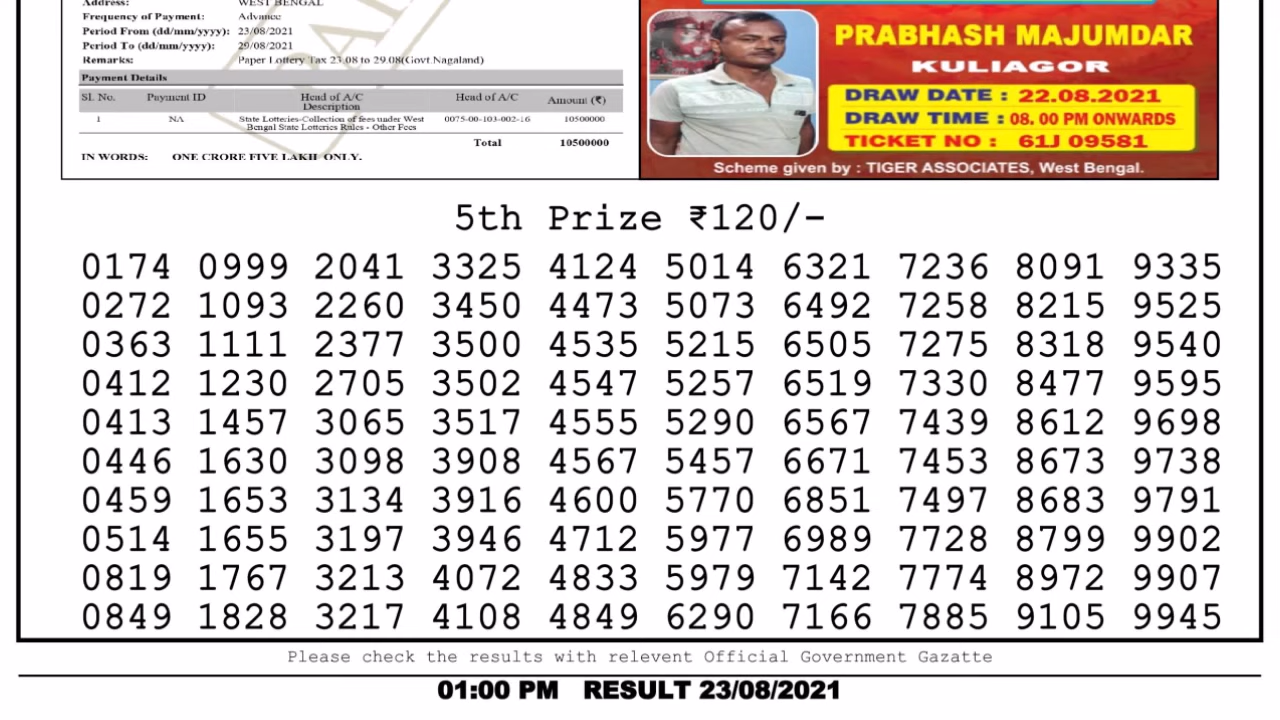 Address: WEST BENGAL
Frequency of Payment: Advance
Period From (dd/mm/yyyy): 23/08/2021
Period To (dd/mm/yyyy): 29/08/2021
Remarks: Paper Lottery Tax 23.08 to 29.08(Govt.Nagaland)
Payment Details
Sl. No. Payment ID Head of A/C Description Head of A/C Amount (₹)
1 NA State Lotteries-Collection of fees under West 0075-00-103-002-16 10500000
Bengal State Lotteries Rules - Other Fees
Total 10500000
IN WORDS: ONE CRORE FIVE LAKH ONLY.
PRABHASH MAJUMDAR
KULIAGOR
DRAW DATE : 22.08.2021
DRAW TIME : 08. 00 PM ONWARDS
TICKET NO : 61J 09581
Scheme given by : TIGER ASSOCIATES, West Bengal.
5th Prize ₹120/-
0174 0999 2041 3325 4124 5014 6321 7236 8091 9335
0272 1093 2260 3450 4473 5073 6492 7258 8215 9525
0363 1111 2377 3500 4535 5215 6505 7275 8318 9540
0412 1230 2705 3502 4547 5257 6519 7330 8477 9595
0413 1457 3065 3517 4555 5290 6567 7439 8612 9698
0446 1630 3098 3908 4567 5457 6671 7453 8673 9738
0459 1653 3134 3916 4600 5770 6851 7497 8683 9791
0514 1655 3197 3946 4712 5977 6989 7728 8799 9902
0819 1767 3213 4072 4833 5979 7142 7774 8972 9907
0849 1828 3217 4108 4849 6290 7166 7885 9105 9945
Please check the results with relevent Official Government Gazatte
01:00 PM RESULT 23/08/2021